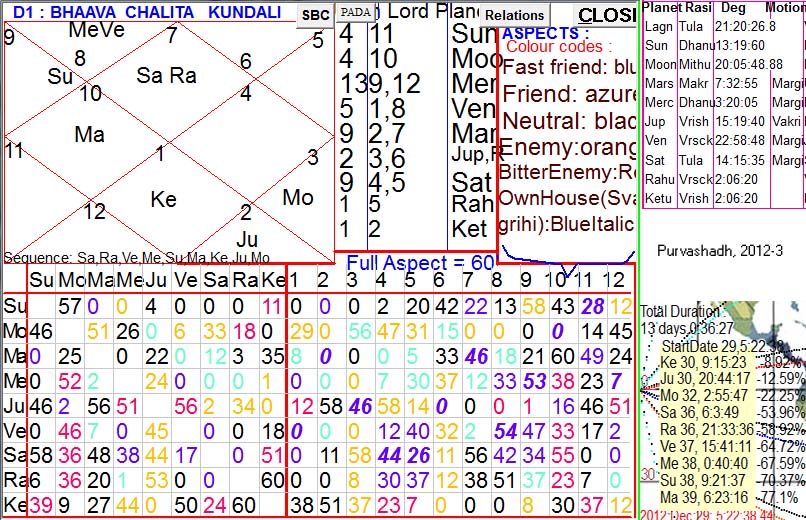 D1 : BHAAVA CHALITA KUNDALI
SBC
PADA
) Lord Plane
Relations
CLOSI
9
MeVe
7
5
8
Su
Sa Ra
6
10
4
Ma
11
1
3
Ke
Mo
12
2
Ju
Sequence: Sa,Ra,Ve,Me,Su,Ma,Ke,Ju,Mo
4 11 Sun
4 10 Moo
139,12 Mer
5 1,8 Ven
9 2,7 Mar
2 3,6 Jup,R
9 4,5 Sat
1 5 Rah
1 2 Ket
ASPECTS :
Colour codes :
Fast friend: blu
Friend: azure
Neutral: blac
Enemy:orang
BitterEnemy:Re
OwnHouse(Sva
grihi):BlueItalic
Full Aspect = 60
Su Mo Ma Me Ju Ve Sa Ra Ke 1 2 3 4 5 6 7 8 9 10 11 12
Su 57 0 0 4 0 0 0 11 0 0 0 2 20 42 22 13 58 43 28 12
Mo 46 51 26 0 6 33 18 0 29 0 56 47 31 15 0 0 0 0 14 45
Ma 0 25 0 22 0 12 3 35 8 0 0 0 5 33 46 18 21 60 49 24
Me 0 52 2 24 0 0 0 0 0 0 0 7 30 37 12 33 53 38 23 7
Ju 46 2 56 51 56 2 34 0 12 58 46 58 14 0 0 0 1 16 46 51
Ve 0 46 7 0 45 0 0 18 0 0 0 12 40 32 2 54 47 33 17 2
Sa 58 36 48 38 44 17 0 51 0 11 58 44 26 11 56 42 34 55 0 0
Ra 6 36 20 1 53 0 0 60 0 0 8 30 37 12 38 51 37 23 7 0
Ke 39 9 27 44 0 50 24 60 38 51 37 23 7 0 0 0 8 30 37 12
Planet Rasi Deg Motion
Lagn Tula 21:20:26.8
Sun Dhanu 13:19:60
Moon Mithu 20:05:48.88
Mars Makr 7:32:55 Margi
Merc Dhanu 3:20:05 Margi
Jup Vrish 15:19:40 Vakri
Ven Vrsck 22:58:48 Margi
Sat Tula 14:15:35 Margi
Rahu Vrsck 2:06:20
Ketu Vrish 2:06:20
Purvashadh, 2012-3
Total Duration
13 days,0:36:27
StartDate 29,5:22:38
Ke 30, 9:15:23 -8.92%
Ju 30, 20:44:17 -12.59%
Mo 32, 2:55:47 -22.25%
Sa 36, 6:3:49 -53.96%
Ra 36, 21:33:36 -58.92%
Ve 37, 15:41:11 -64.72%
Me 38, 0:40:40 -67.59%
Su 38, 9:21:37 -70.37%
Ma 39, 6:23:16 -77.1%
30
2012:Dec:29: 5:22:38.44